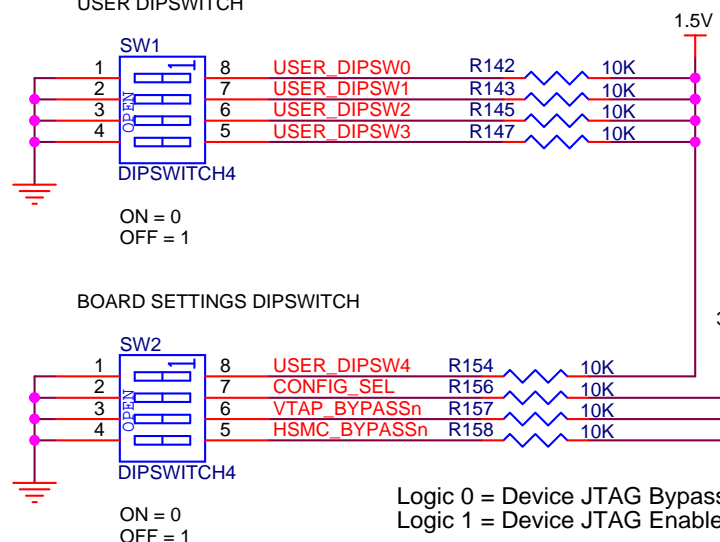 USER DIPSWITCH
1.5V
SW1
1 8 USER_DIPSW0 R142 10K
2 7 USER_DIPSW1 R143 10K
3 6 USER_DIPSW2 R145 10K
4 5 USER_DIPSW3 R147 10K
1
OPEN
DIPSWITCH4
ON = 0
OFF = 1
BOARD SETTINGS DIPSWITCH
3
SW2
1 8 USER_DIPSW4 R154 10K
2 7 CONFIG_SEL R156 10K
3 6 VTAP_BYPASSn R157 10K
4 5 HSMC_BYPASSn R158 10K
1
OPEN
DIPSWITCH4
Logic 0 = Device JTAG Bypass
Logic 1 = Device JTAG Enable
ON = 0
OFF = 1